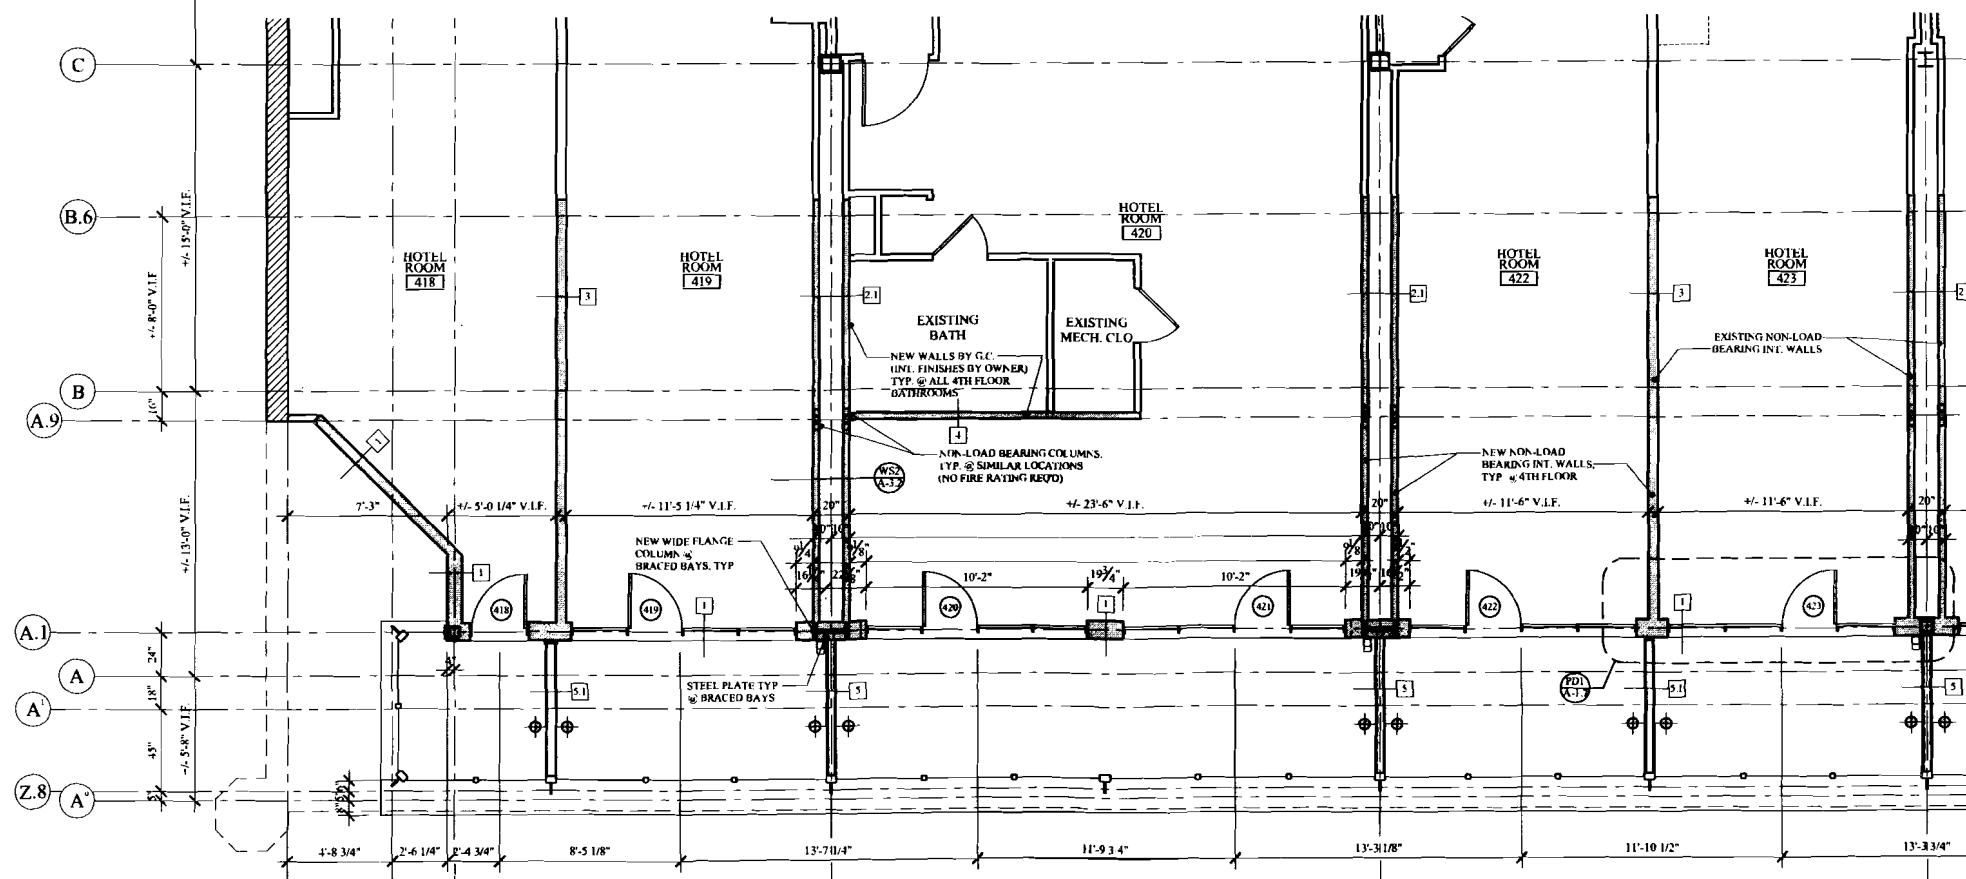 C
B.6
B
A.9
A.1
A
A'
Z.8
A°
+/- 15'-0" V.I.F.
+/- 8'-0" V.I.F
16"
+/- 13'-0" V.I.F.
24"
18"
45"
+/- 5'-8" V.I.F.
5"
HOTEL
ROOM
418
HOTEL
ROOM
419
HOTEL
ROOM
420
HOTEL
ROOM
422
HOTEL
ROOM
423
3
2.1
2.1
3
2
EXISTING
BATH
EXISTING
MECH. CLO
NEW WALLS BY G.C.
(INT. FINISHES BY OWNER)
TYP. @ ALL 4TH FLOOR
BATHROOMS
EXISTING NON-LOAD
BEARING INT. WALLS
4
1
NON-LOAD BEARING COLUMNS.
TYP. @ SIMILAR LOCATIONS
(NO FIRE RATING REQ'D)
WS2
A-3.2
NEW NON-LOAD
BEARING INT. WALLS,
TYP @ 4TH FLOOR
7'-3"
+/- 5'-0 1/4" V.I.F.
+/- 11'-5 1/4" V.I.F.
20"
+/- 23'-6" V.I.F.
20"
+/- 11'-6" V.I.F.
+/- 11'-6" V.I.F.
20"
NEW WIDE FLANGE
COLUMN @
BRACED BAYS. TYP
10'-2"
19 3/4"
10'-2"
1
418
419
1
420
1
421
422
1
423
STEEL PLATE TYP
@ BRACED BAYS
5.1
5
5
5.1
5
PD1
4'-8 3/4"
2'-6 1/4"
2'-4 3/4"
8'-5 1/8"
13'-7 1/4"
11'-9 3 4"
13'-3 1/8"
11'-10 1/2"
13'-3 3/4"